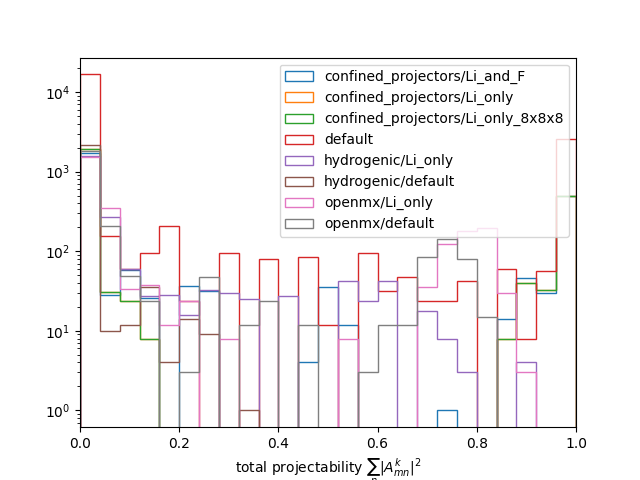 confined_projectors/Li_and_F
confined_projectors/Li_only
confined_projectors/Li_only_8x8x8
default
hydrogenic/Li_only
hydrogenic/default
openmx/Li_only
openmx/default
10⁴
10³
10²
10¹
10⁰
0.0 0.2 0.4 0.6 0.8 1.0
total projectability ∑ₙ|Aᵏₘₙ|²